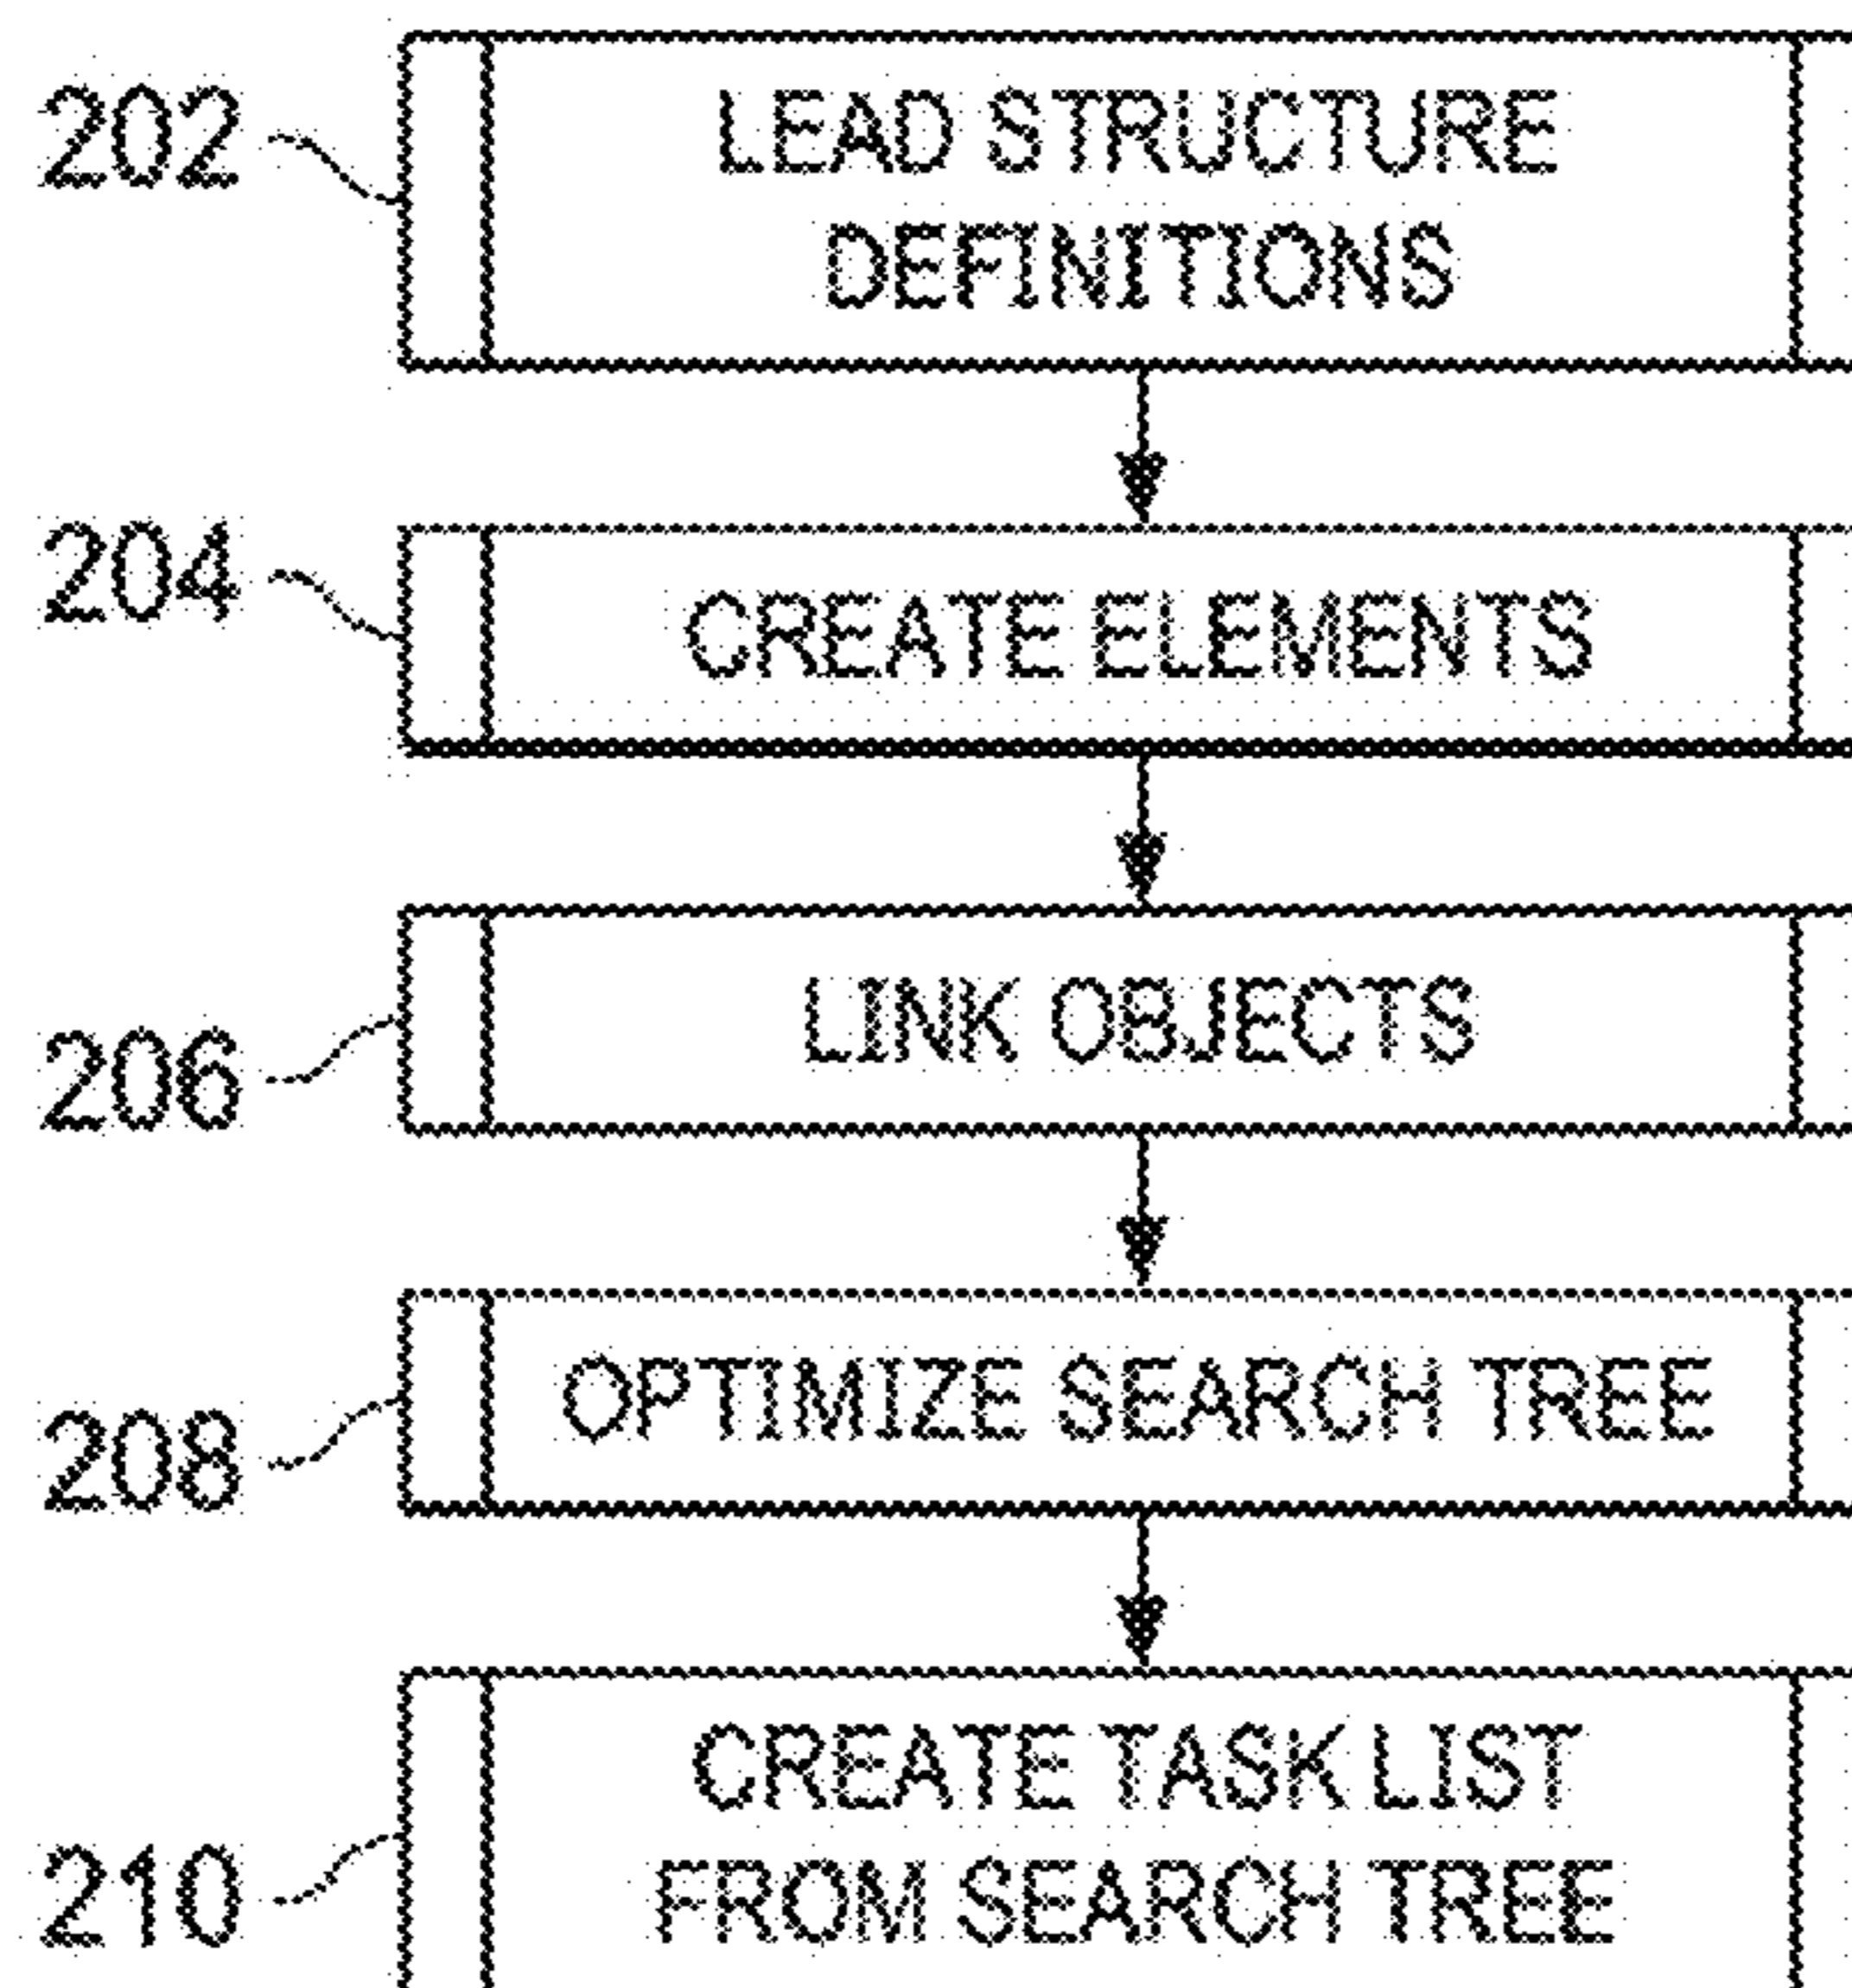 202
LEAD STRUCTURE
DEFINITIONS
204
CREATE ELEMENTS
206
LINK OBJECTS
208
OPTIMIZE SEARCH TREE
210
CREATE TASK LIST
FROM SEARCH TREE